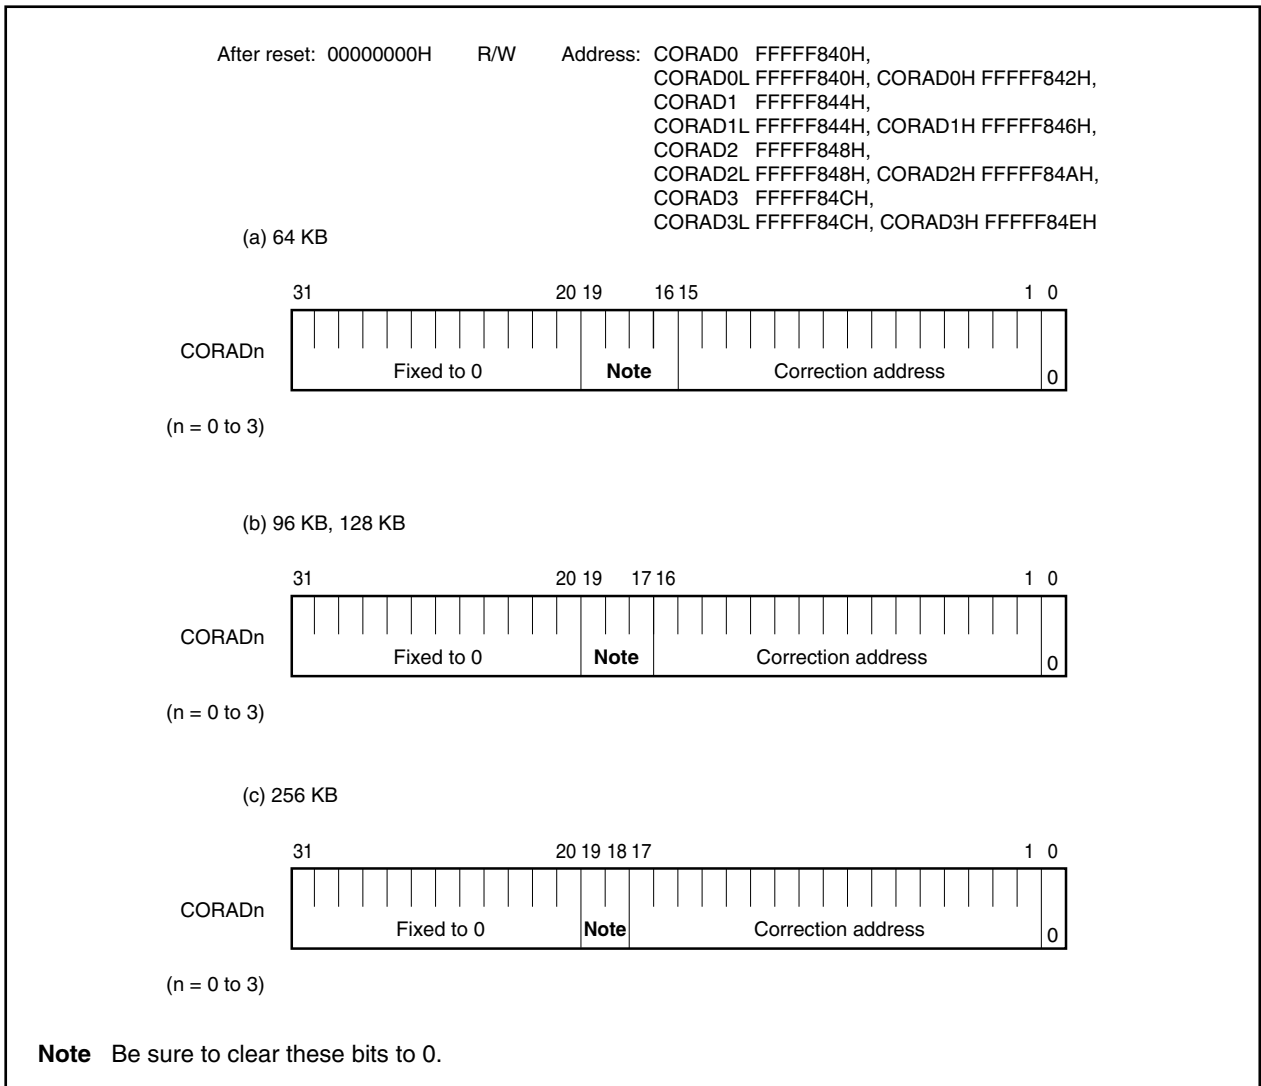 After reset: 00000000H R/W Address: CORAD0 FFFFF840H,
CORAD0L FFFFF840H, CORAD0H FFFFF842H,
CORAD1 FFFFF844H,
CORAD1L FFFFF844H, CORAD1H FFFFF846H,
CORAD2 FFFFF848H,
CORAD2L FFFFF848H, CORAD2H FFFFF84AH,
CORAD3 FFFFF84CH,
CORAD3L FFFFF84CH, CORAD3H FFFFF84EH
(a) 64 KB
31 20 19 16 15 1 0
CORADn
Fixed to 0 Note Correction address 0
(n = 0 to 3)
(b) 96 KB, 128 KB
31 20 19 17 16 1 0
CORADn
Fixed to 0 Note Correction address 0
(n = 0 to 3)
(c) 256 KB
31 20 19 18 17 1 0
CORADn
Fixed to 0 Note Correction address 0
(n = 0 to 3)
Note Be sure to clear these bits to 0.